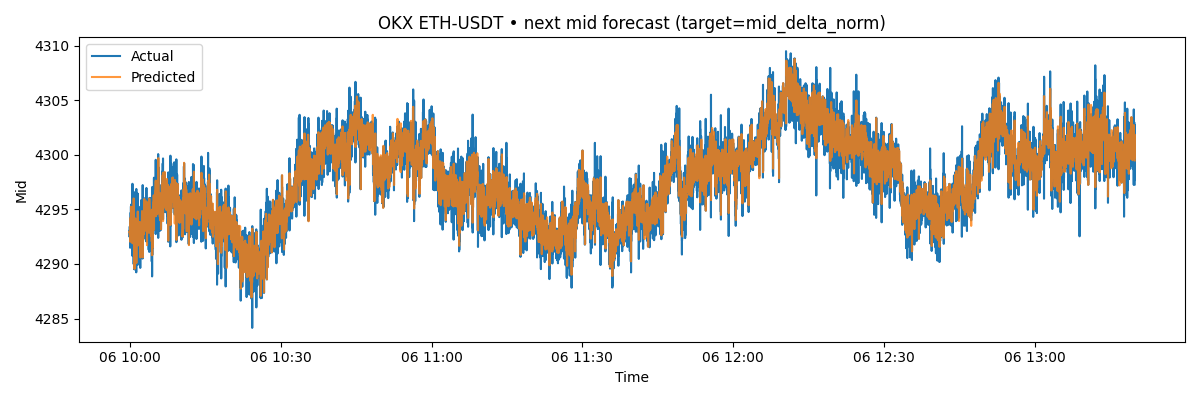 OKX ETH-USDT • next mid forecast (target=mid_delta_norm)
Actual
Predicted
4310
4305
4300
4295
4290
4285
Mid
06 10:00
06 10:30
06 11:00
06 11:30
06 12:00
06 12:30
06 13:00
Time